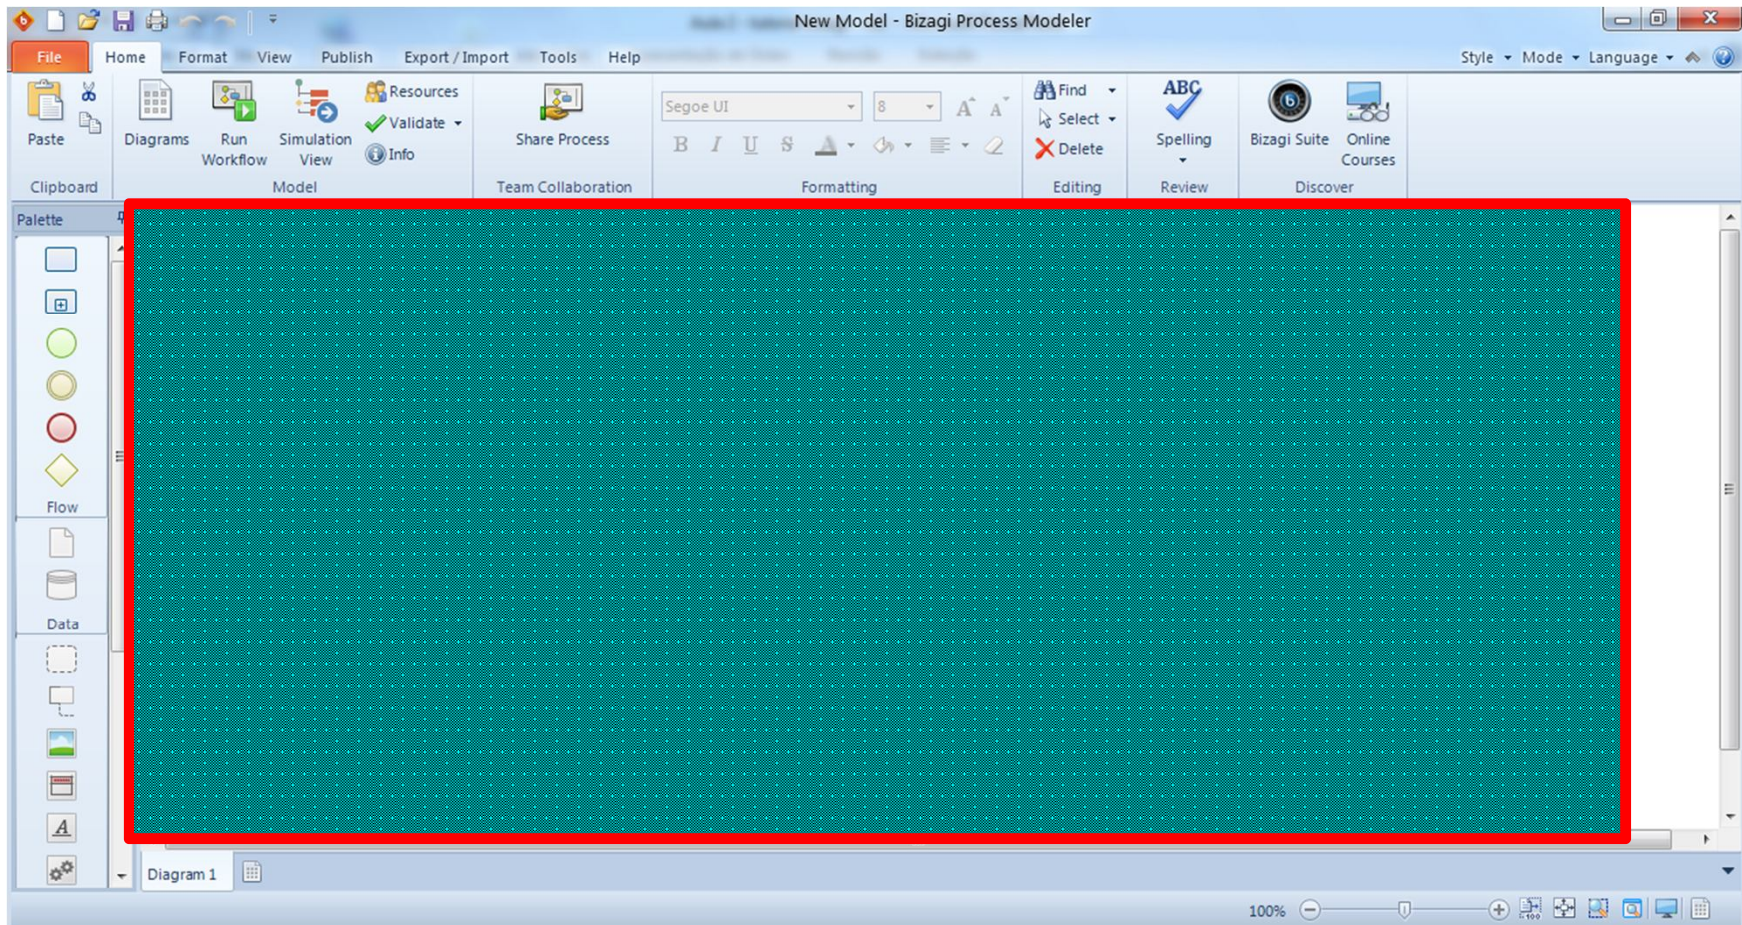 New Model - Bizagi Process Modeler
File Home Format View Publish Export / Import Tools Help Style Mode Language
Paste
Clipboard
Diagrams
Run Workflow
Simulation View
Resources
Validate
Info
Model
Share Process
Team Collaboration
Segoe UI 8 A A
B I U S A
Formatting
Find
Select
Delete
Editing
ABC
Spelling
Review
Bizagi Suite
Online Courses
Discover
Palette
Flow
Data
A
Diagram 1
100%